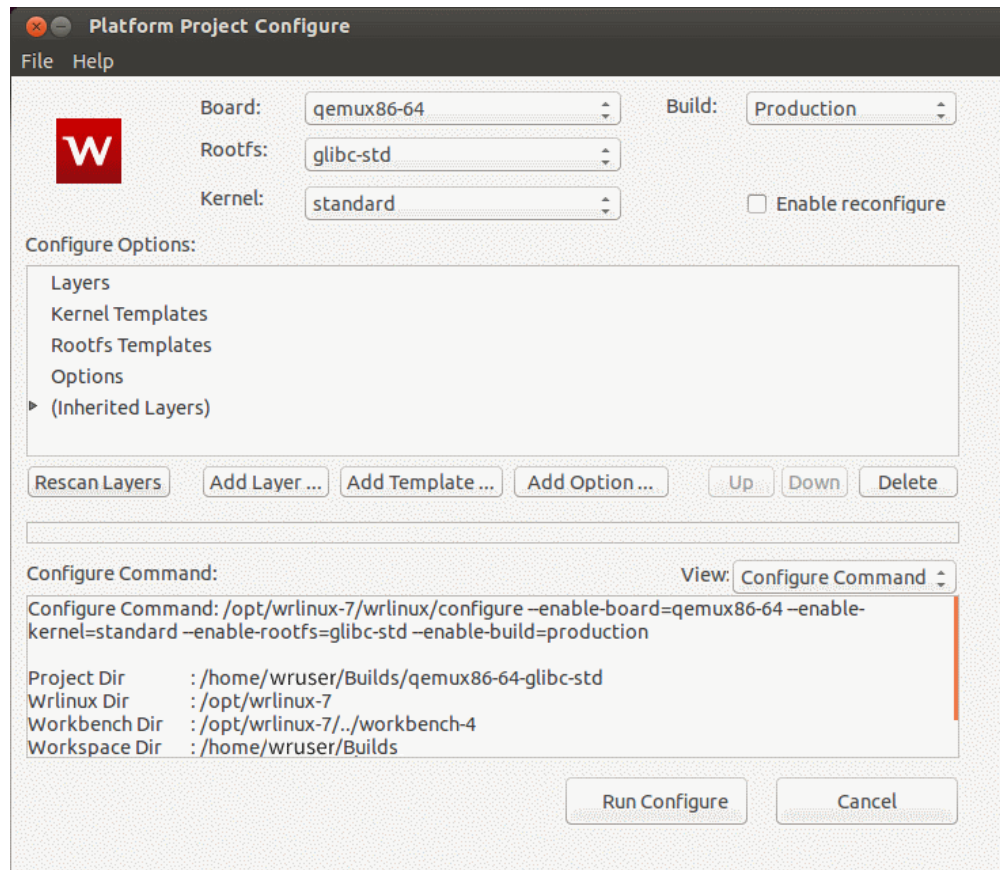 Platform Project Configure
File Help
Board: qemux86-64 Build: Production
Rootfs: glibc-std
Kernel: standard Enable reconfigure
Configure Options:
Layers
Kernel Templates
Rootfs Templates
Options
(Inherited Layers)
Rescan Layers Add Layer ... Add Template ... Add Option ... Up Down Delete
Configure Command: View: Configure Command
Configure Command: /opt/wrlinux-7/wrlinux/configure --enable-board=qemux86-64 --enable-
kernel=standard --enable-rootfs=glibc-std --enable-build=production
Project Dir : /home/wruser/Builds/qemux86-64-glibc-std
Wrlinux Dir : /opt/wrlinux-7
Workbench Dir : /opt/wrlinux-7/../workbench-4
Workspace Dir : /home/wruser/Builds
Run Configure Cancel